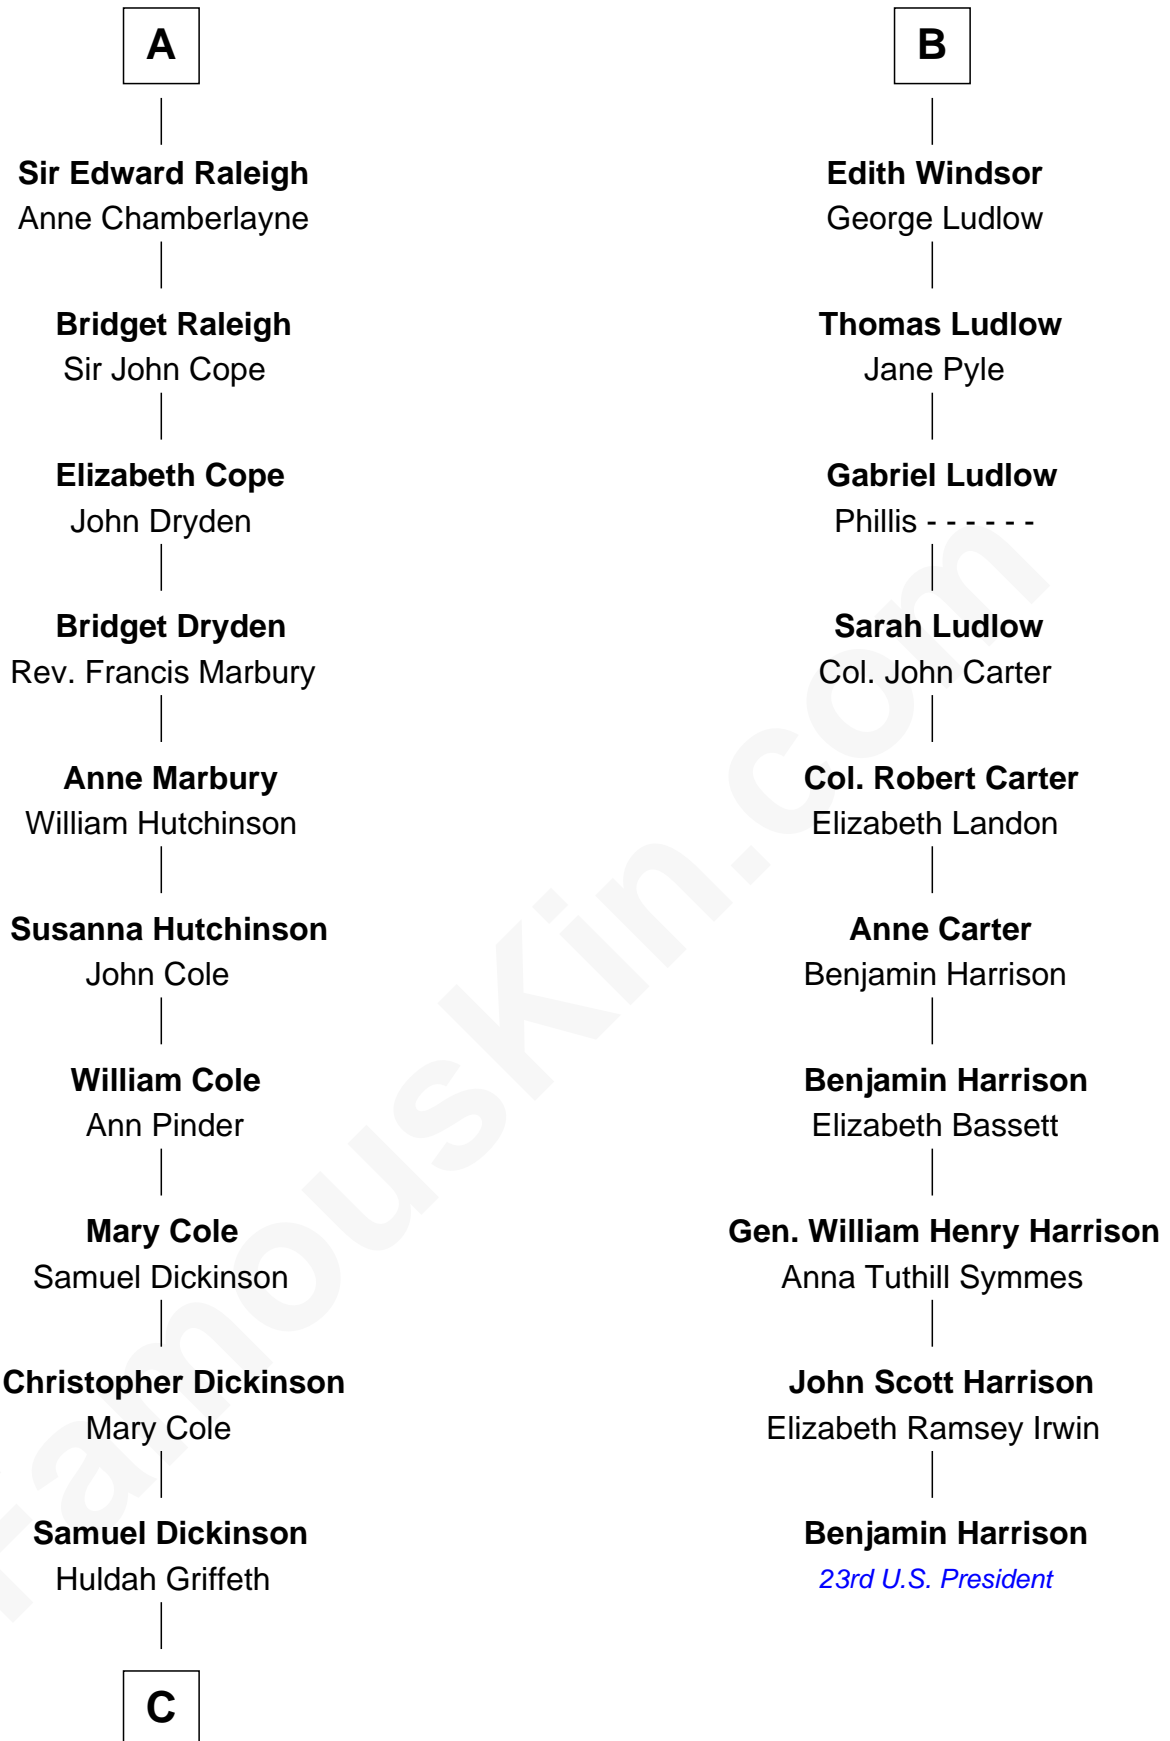 A
Sir Edward Raleigh
Anne Chamberlayne
Bridget Raleigh
Sir John Cope
Elizabeth Cope
John Dryden
Bridget Dryden
Rev. Francis Marbury
Anne Marbury
William Hutchinson
Susanna Hutchinson
John Cole
William Cole
Ann Pinder
Mary Cole
Samuel Dickinson
Christopher Dickinson
Mary Cole
Samuel Dickinson
Huldah Griffeth
C
B
Edith Windsor
George Ludlow
Thomas Ludlow
Jane Pyle
Gabriel Ludlow
Phillis - - - - - -
Sarah Ludlow
Col. John Carter
Col. Robert Carter
Elizabeth Landon
Anne Carter
Benjamin Harrison
Benjamin Harrison
Elizabeth Bassett
Gen. William Henry Harrison
Anna Tuthill Symmes
John Scott Harrison
Elizabeth Ramsey Irwin
Benjamin Harrison
23rd U.S. President
FamousKin.com